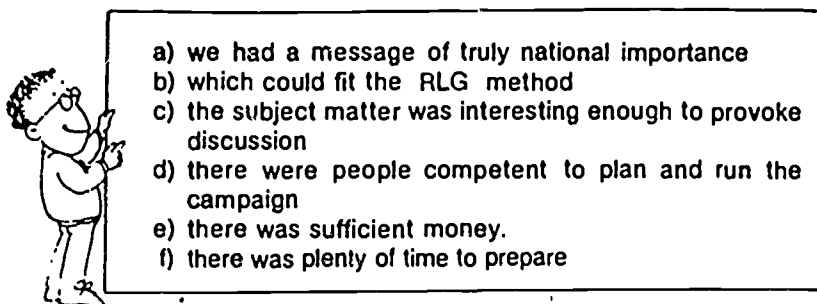 a) we had a message of truly national importance
b) which could fit the RLG method
c) the subject matter was interesting enough to provoke
discussion
d) there were people competent to plan and run the
campaign
e) there was sufficient money.
f) there was plenty of time to prepare